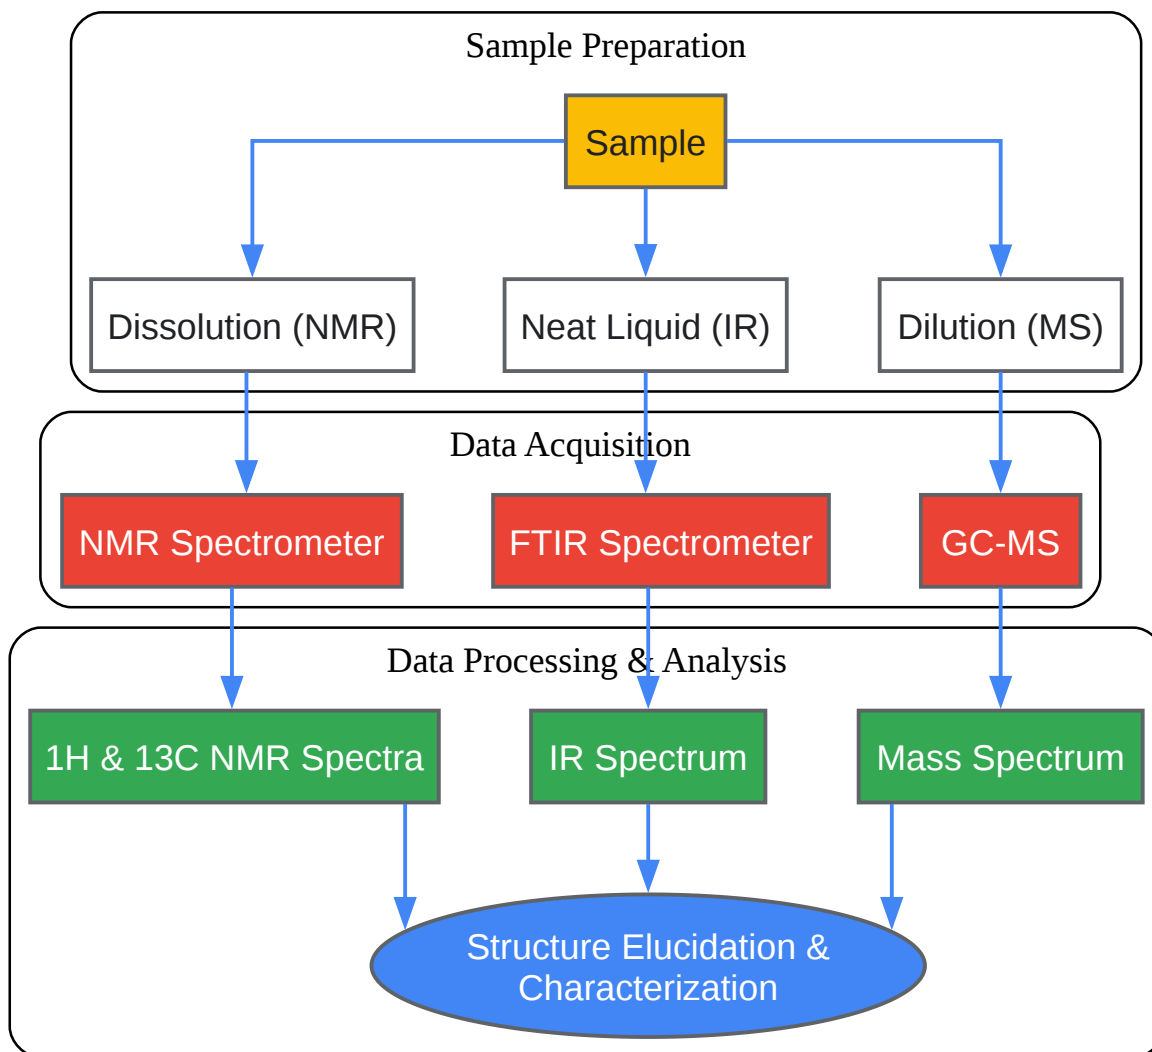 Sample Preparation
Sample
Dissolution (NMR)
Neat Liquid (IR)
Dilution (MS)
Data Acquisition
NMR Spectrometer
FTIR Spectrometer
GC-MS
Data Processing & Analysis
1H & 13C NMR Spectra
IR Spectrum
Mass Spectrum
Structure Elucidation &
Characterization